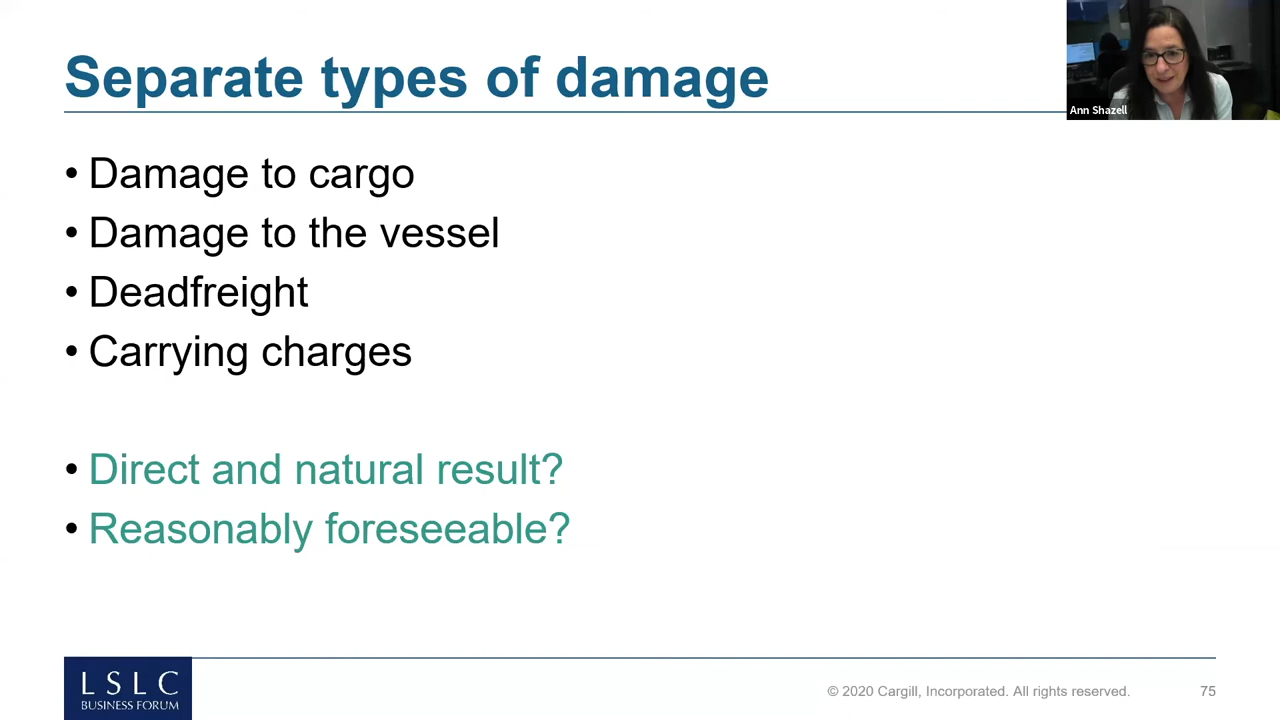 Separate types of damage
Ann Shazell
• Damage to cargo
• Damage to the vessel
• Deadfreight
• Carrying charges
• Direct and natural result?
• Reasonably foreseeable?
LSLC
BUSINESS FORUM
© 2020 Cargill, Incorporated. All rights reserved.
75